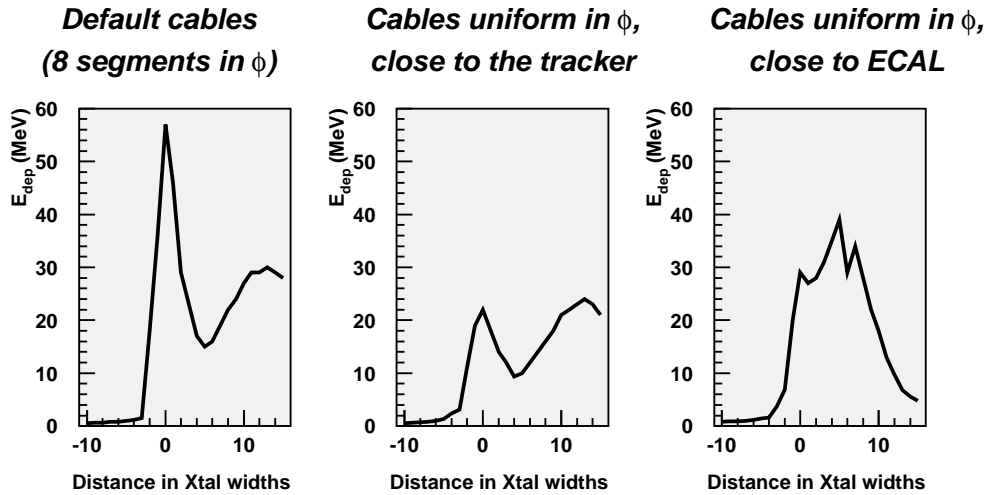 Default cables
(8 segments in ϕ)
E_dep (MeV)
60
50
40
30
20
10
0
-10 0 10
Distance in Xtal widths
Cables uniform in ϕ,
close to the tracker
E_dep (MeV)
60
50
40
30
20
10
0
-10 0 10
Distance in Xtal widths
Cables uniform in ϕ,
close to ECAL
E_dep (MeV)
60
50
40
30
20
10
0
-10 0 10
Distance in Xtal widths